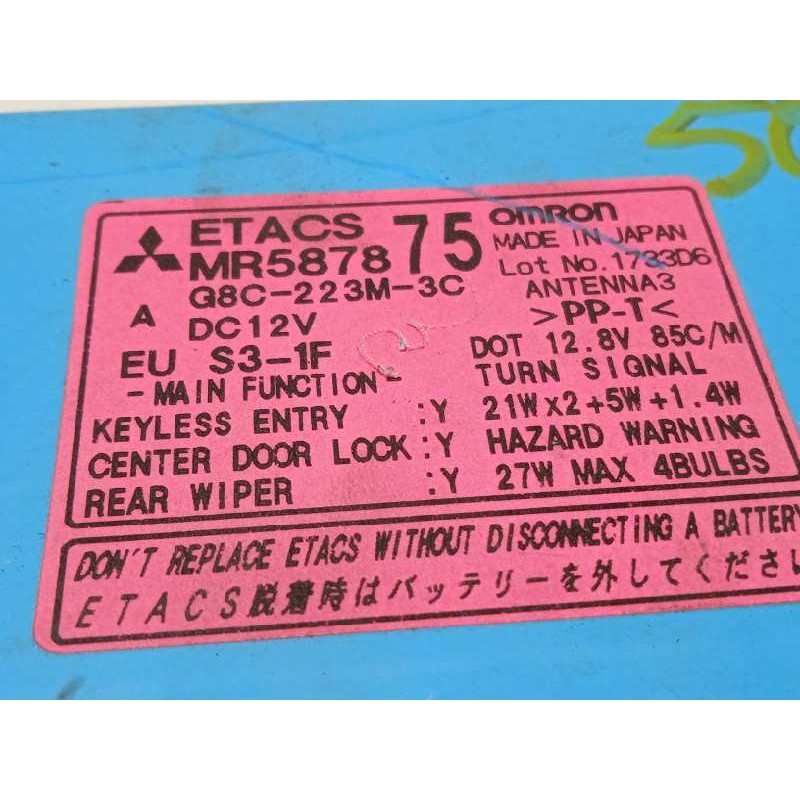 50
ETACS
MR587875
omron
MADE IN JAPAN
Lot No.1733D6
G8C-223M-3C
A DC12V
EU S3-1F
- MAIN FUNCTION -
KEYLESS ENTRY :Y
CENTER DOOR LOCK :Y
REAR WIPER :Y
ANTENNA3
>PP-T<
DOT 12.8V 85C/M
TURN SIGNAL
21W x2+5W+1.4W
HAZARD WARNING
27W MAX 4BULBS
DON'T REPLACE ETACS WITHOUT DISCONNECTING A BATTERY
ETACS脱着時はバッテリーを外してください